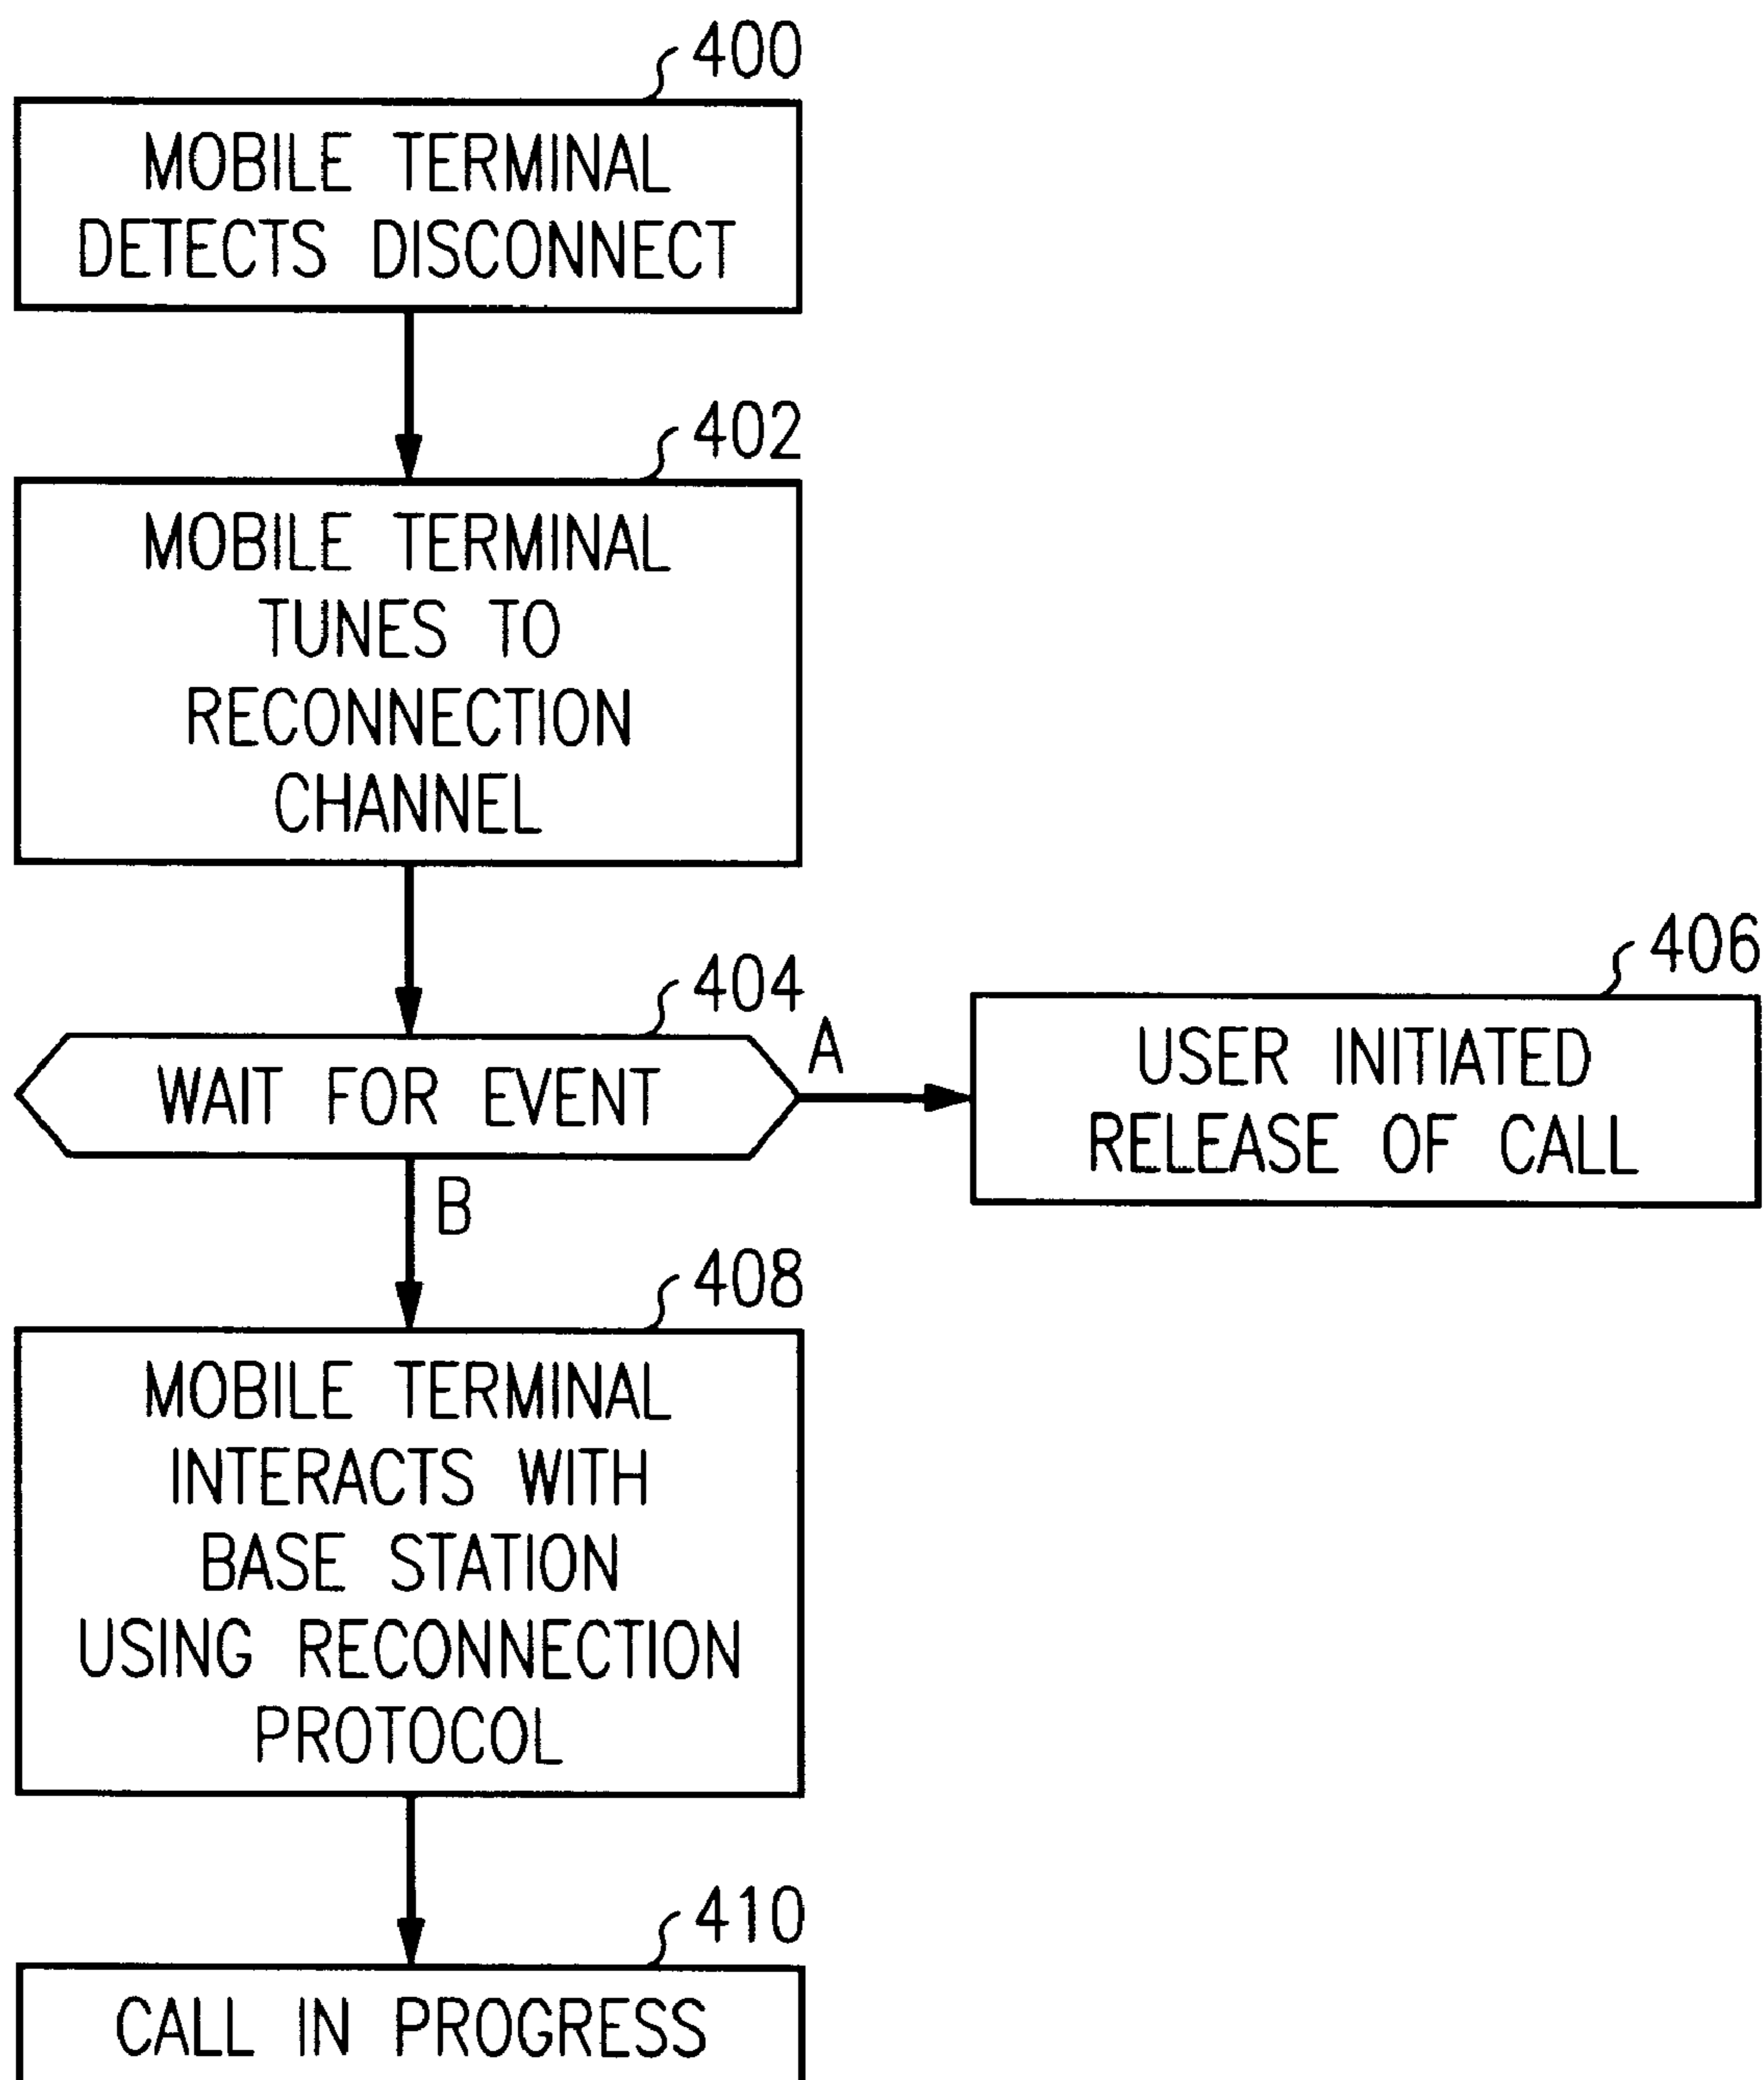 400
MOBILE TERMINAL
DETECTS DISCONNECT
402
MOBILE TERMINAL
TUNES TO
RECONNECTION
CHANNEL
404
WAIT FOR EVENT
A
406
USER INITIATED
RELEASE OF CALL
B
408
MOBILE TERMINAL
INTERACTS WITH
BASE STATION
USING RECONNECTION
PROTOCOL
410
CALL IN PROGRESS